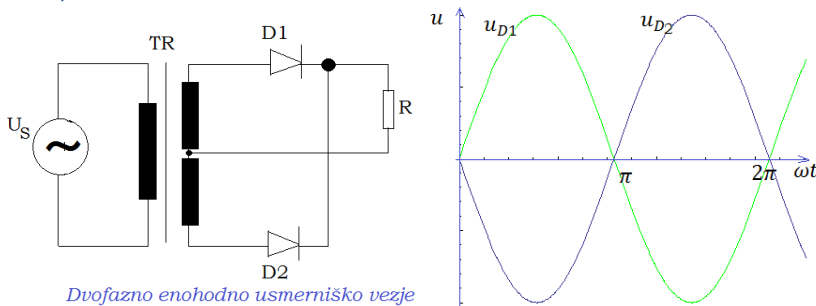 TR
D1
U_S
R
D2
Dvofazno enohodno usmerniško vezje
u
u_D1
u_D2
π
2π
ωt